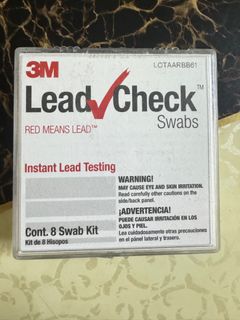 LCTAARBB61
3M
Lead✓Check™
Swabs
RED MEANS LEAD™
Instant Lead Testing
WARNING!
MAY CAUSE EYE AND SKIN IRRITATION.
Read carefully other cautions on the
side/back panel.
¡ADVERTENCIA!
PUEDE CAUSAR IRRITACIÓN EN LOS
OJOS Y PIEL.
Lea cuidadosamente otras precauciones
en el panel lateral y trasero.
Cont. 8 Swab Kit
Kit de 8 Hisopos